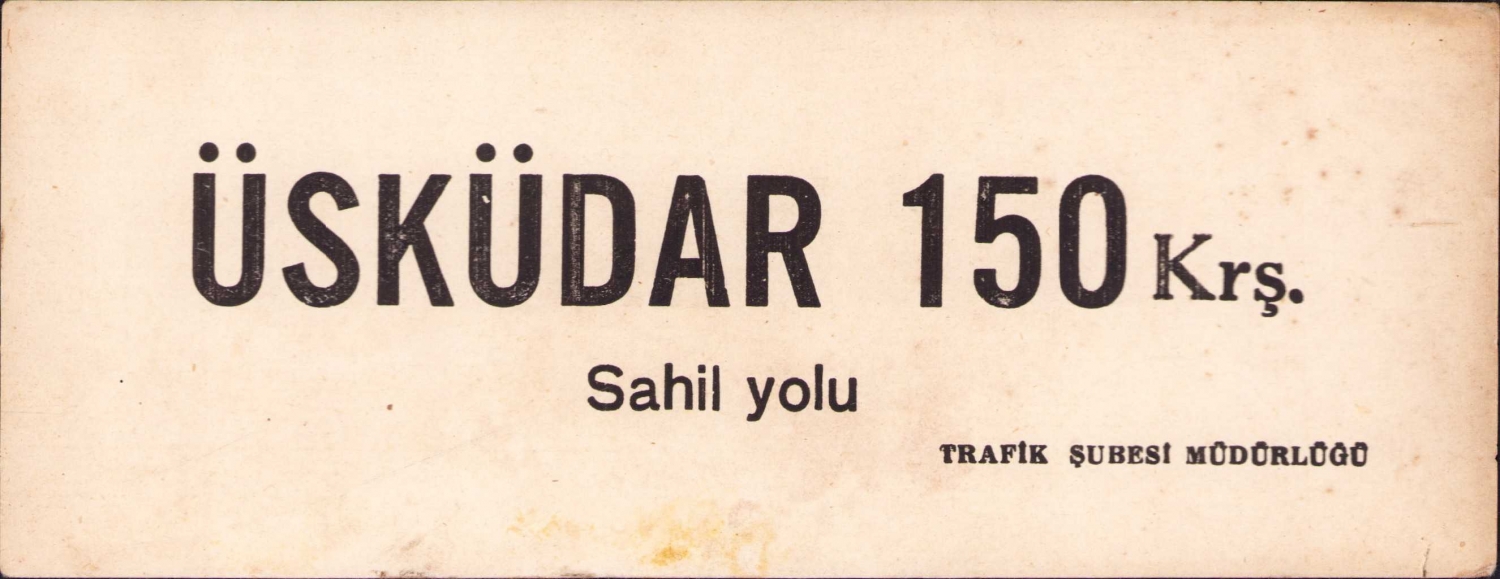 ÜSKÜDAR 150 Krş.
Sahil yolu
TRAFİK ŞUBESİ MÜDÜRLÜĞÜ